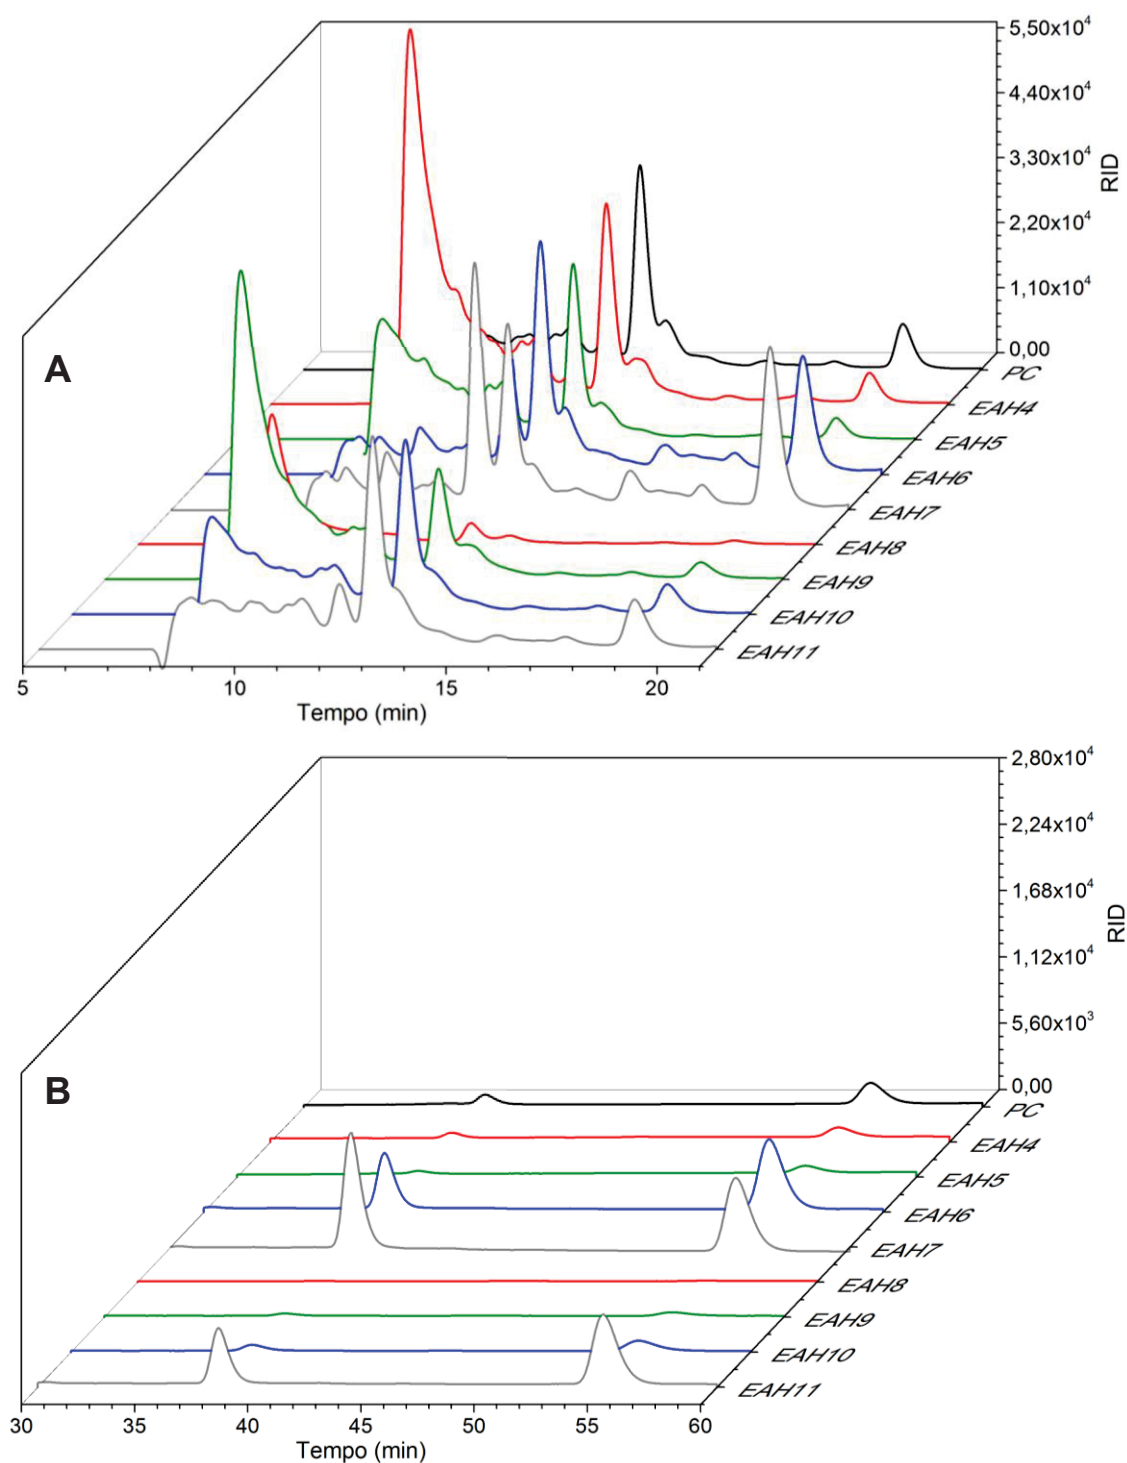 5,50x10⁴
4,40x10⁴
3,30x10⁴
RID
2,20x10⁴
1,10x10⁴
0,00
A
PC
EAH4
EAH5
EAH6
EAH7
EAH8
EAH9
EAH10
EAH11
5 10 15 20
Tempo (min)
2,80x10⁴
2,24x10⁴
1,68x10⁴
RID
1,12x10⁴
5,60x10³
0,00
B
PC
EAH4
EAH5
EAH6
EAH7
EAH8
EAH9
EAH10
EAH11
30 35 40 45 50 55 60
Tempo (min)